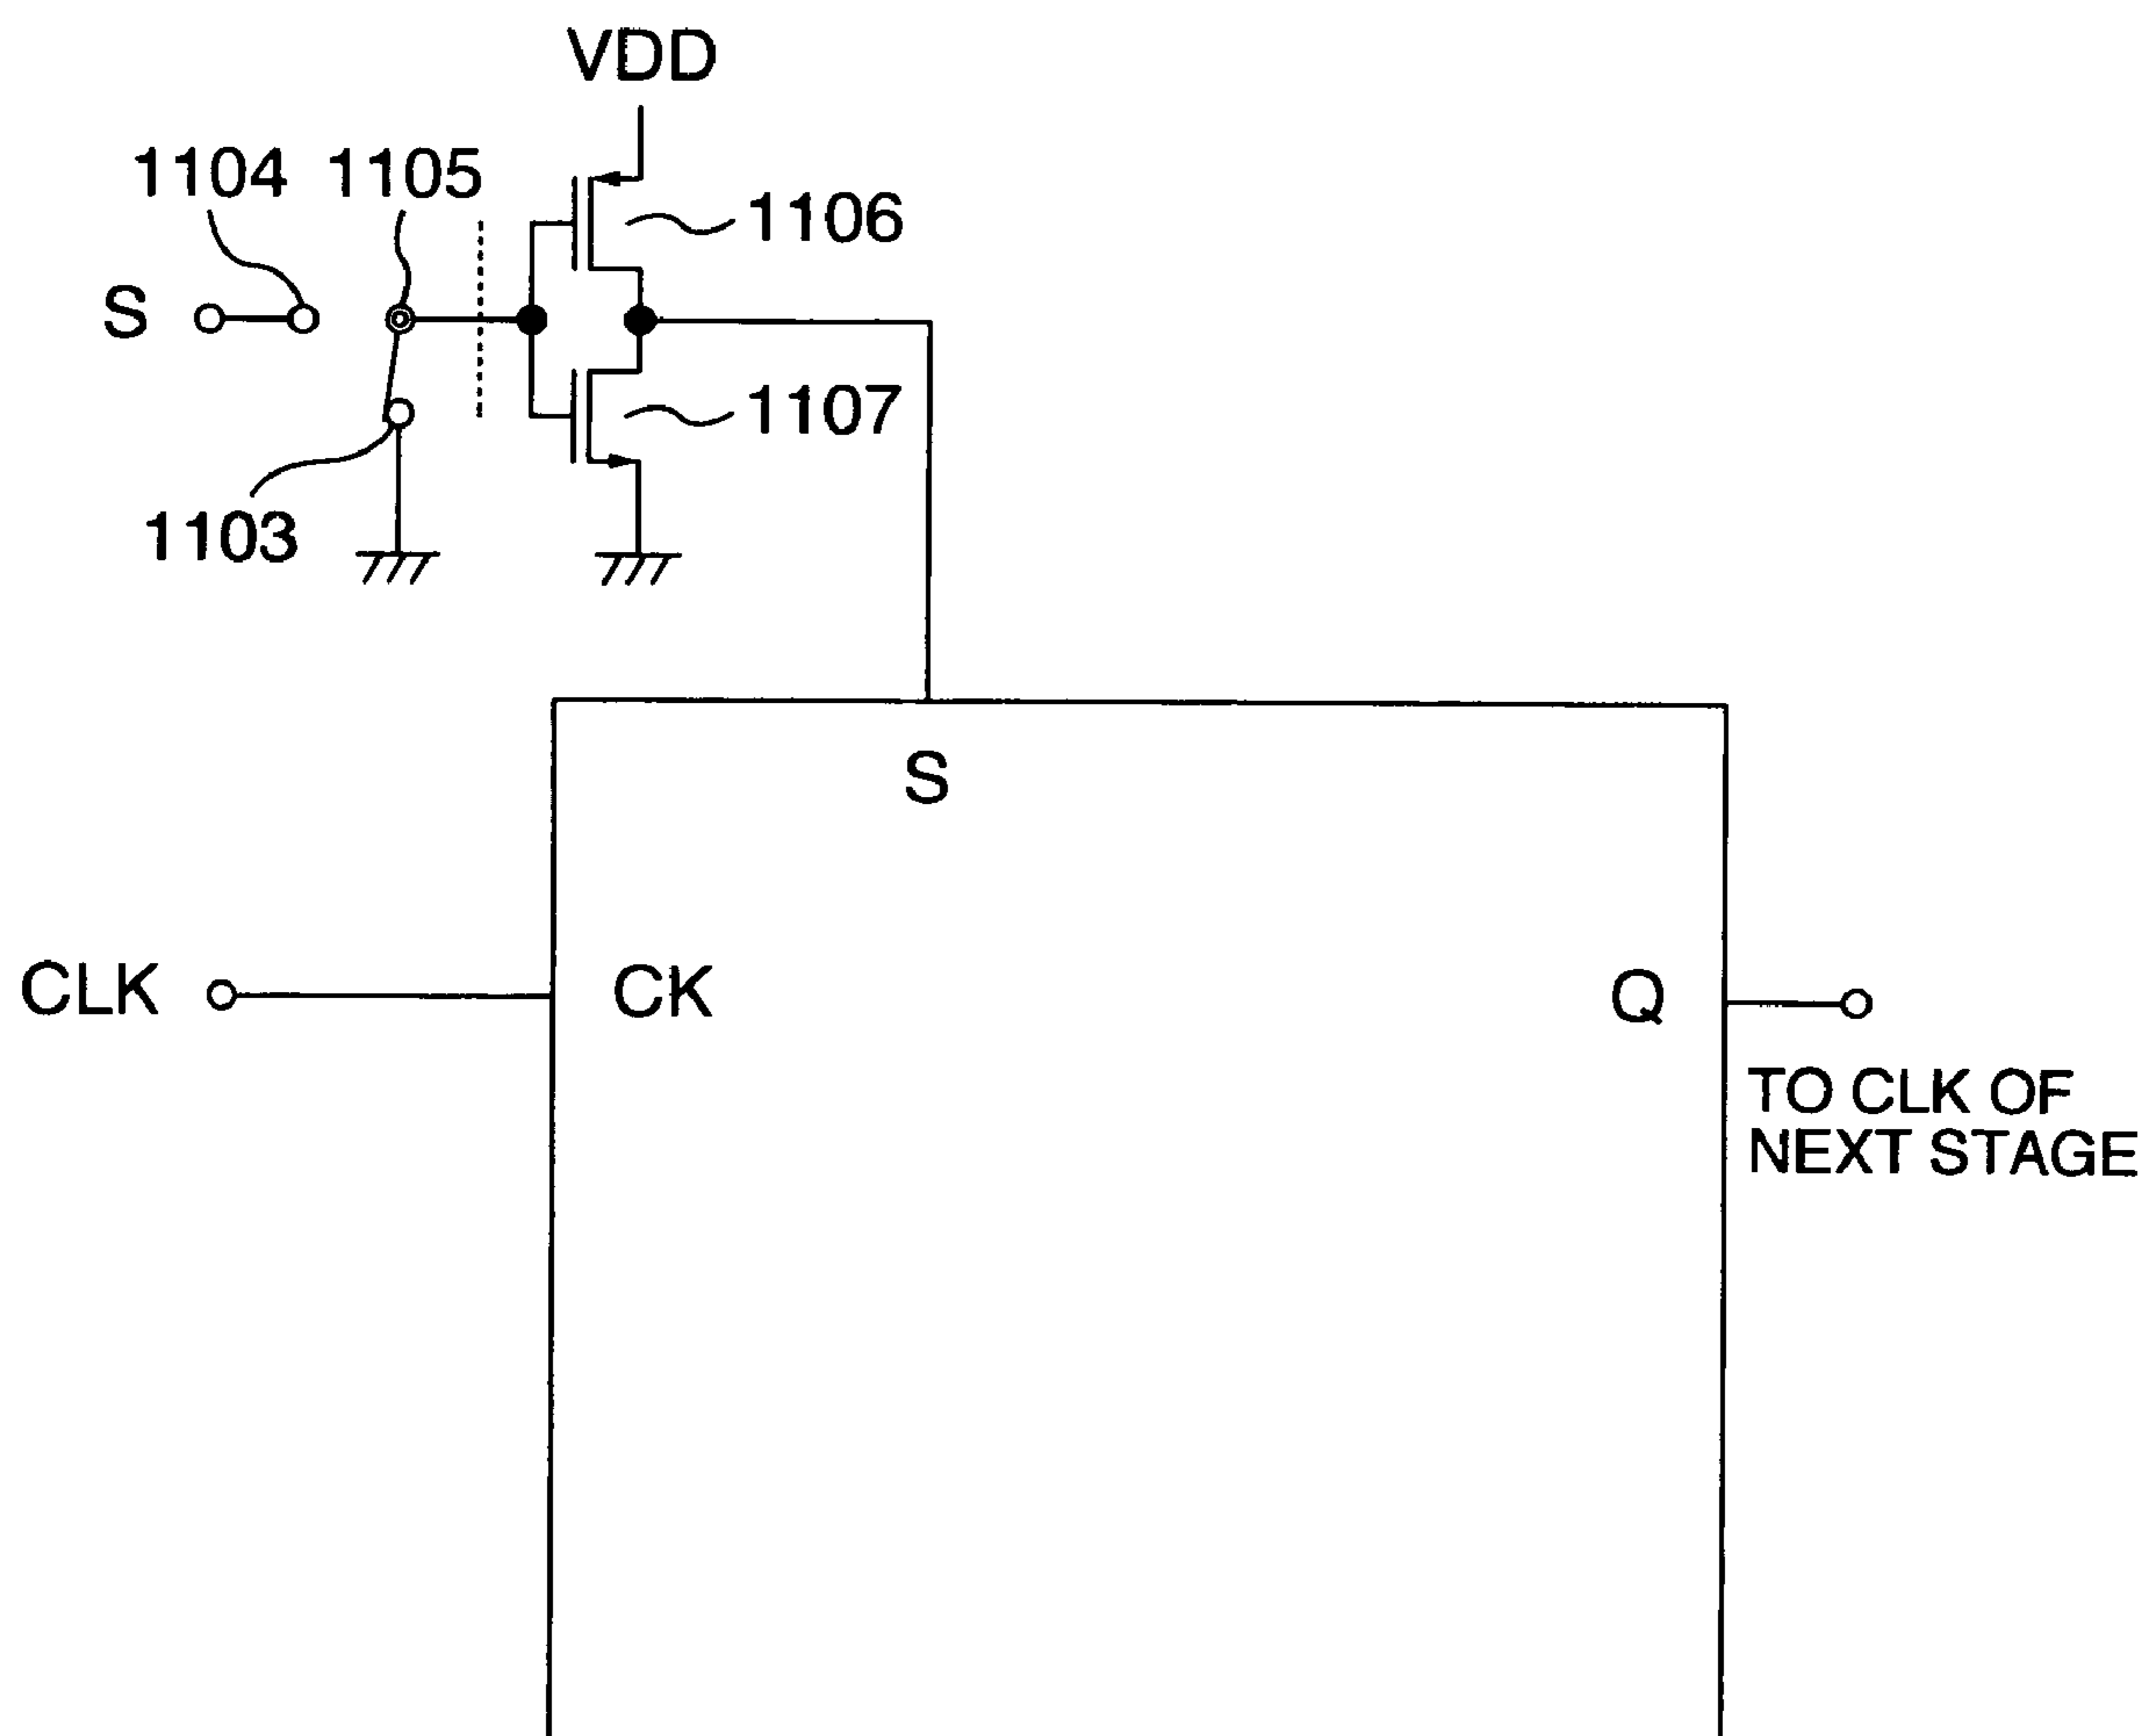 VDD
1104 1105
1106
S
1107
1103
S
CLK CK Q
TO CLK OF
NEXT STAGE